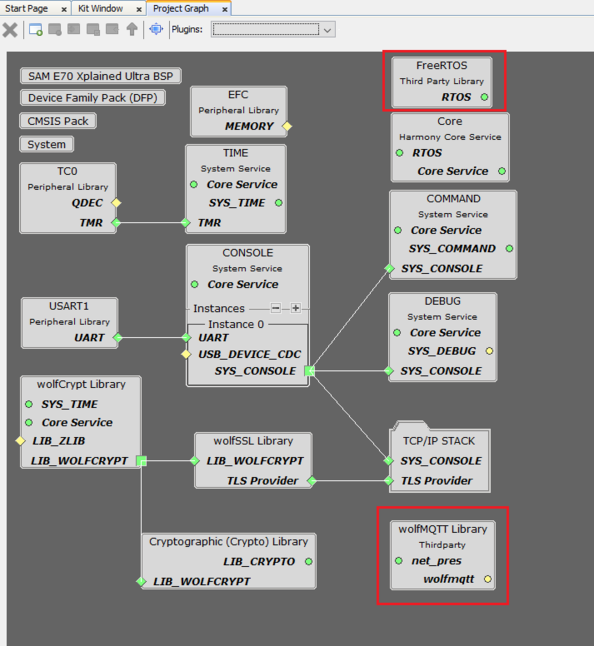 Start Page x Kit Window x Project Graph x
Plugins:
SAM E70 Xplained Ultra BSP
Device Family Pack (DFP)
CMSIS Pack
System
EFC
Peripheral Library
MEMORY
FreeRTOS
Third Party Library
RTOS
Core
Harmony Core Service
RTOS
Core Service
TC0
Peripheral Library
QDEC
TMR
TIME
System Service
Core Service
SYS_TIME
TMR
COMMAND
System Service
Core Service
SYS_COMMAND
SYS_CONSOLE
CONSOLE
System Service
Core Service
Instances
Instance 0
UART
USB_DEVICE_CDC
SYS_CONSOLE
USART1
Peripheral Library
UART
DEBUG
System Service
Core Service
SYS_DEBUG
SYS_CONSOLE
wolfCrypt Library
SYS_TIME
Core Service
LIB_ZLIB
LIB_WOLFCRYPT
wolfSSL Library
LIB_WOLFCRYPT
TLS Provider
TCP/IP STACK
SYS_CONSOLE
TLS Provider
Cryptographic (Crypto) Library
LIB_CRYPTO
LIB_WOLFCRYPT
wolfMQTT Library
Thirdparty
net_pres
wolfmqtt